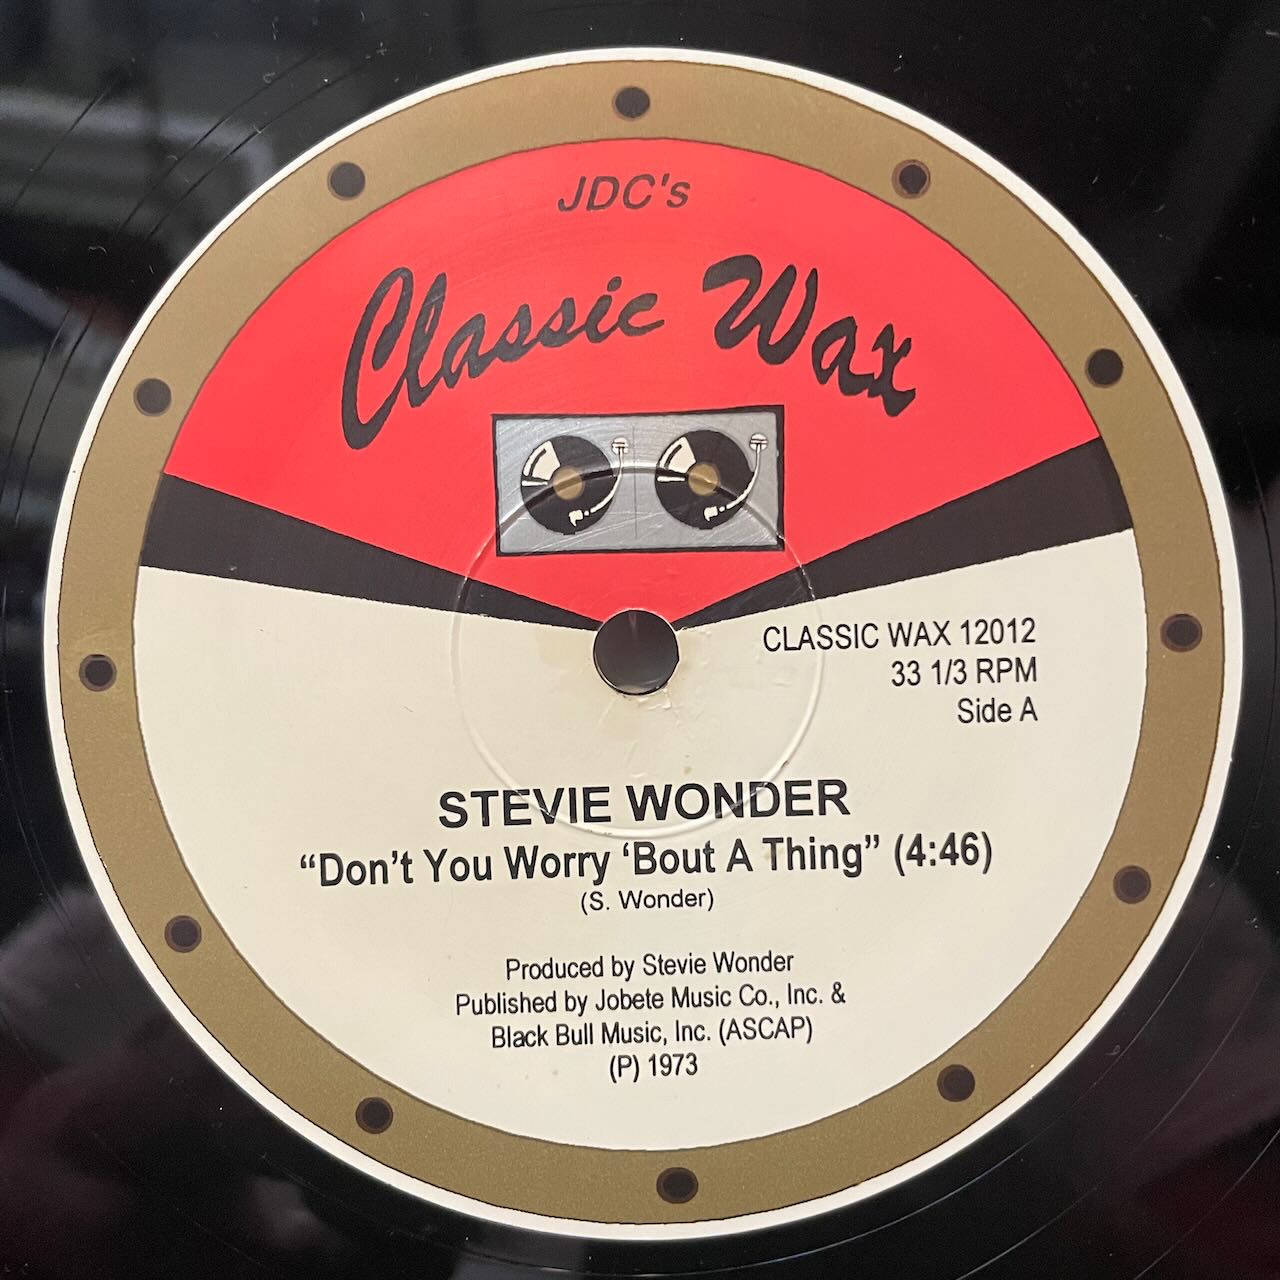 JDC's
Classic Wax
CLASSIC WAX 12012
33 1/3 RPM
Side A
STEVIE WONDER
“Don’t You Worry ‘Bout A Thing” (4:46)
(S. Wonder)
Produced by Stevie Wonder
Published by Jobete Music Co., Inc. &
Black Bull Music, Inc. (ASCAP)
(P) 1973